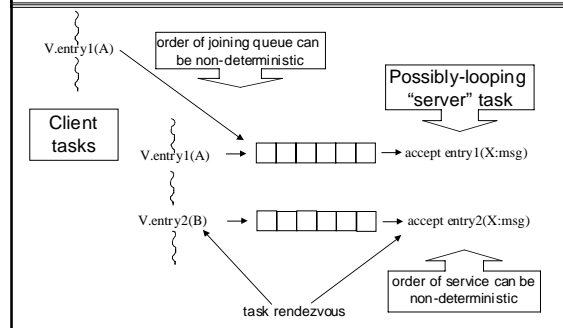 V.entry1(A)
order of joining queue can
be non-deterministic
Possibly-looping
“server” task
Client
tasks
V.entry1(A)
accept entry1(X:msg)
V.entry2(B)
accept entry2(X:msg)
order of service can be
non-deterministic
task rendezvous